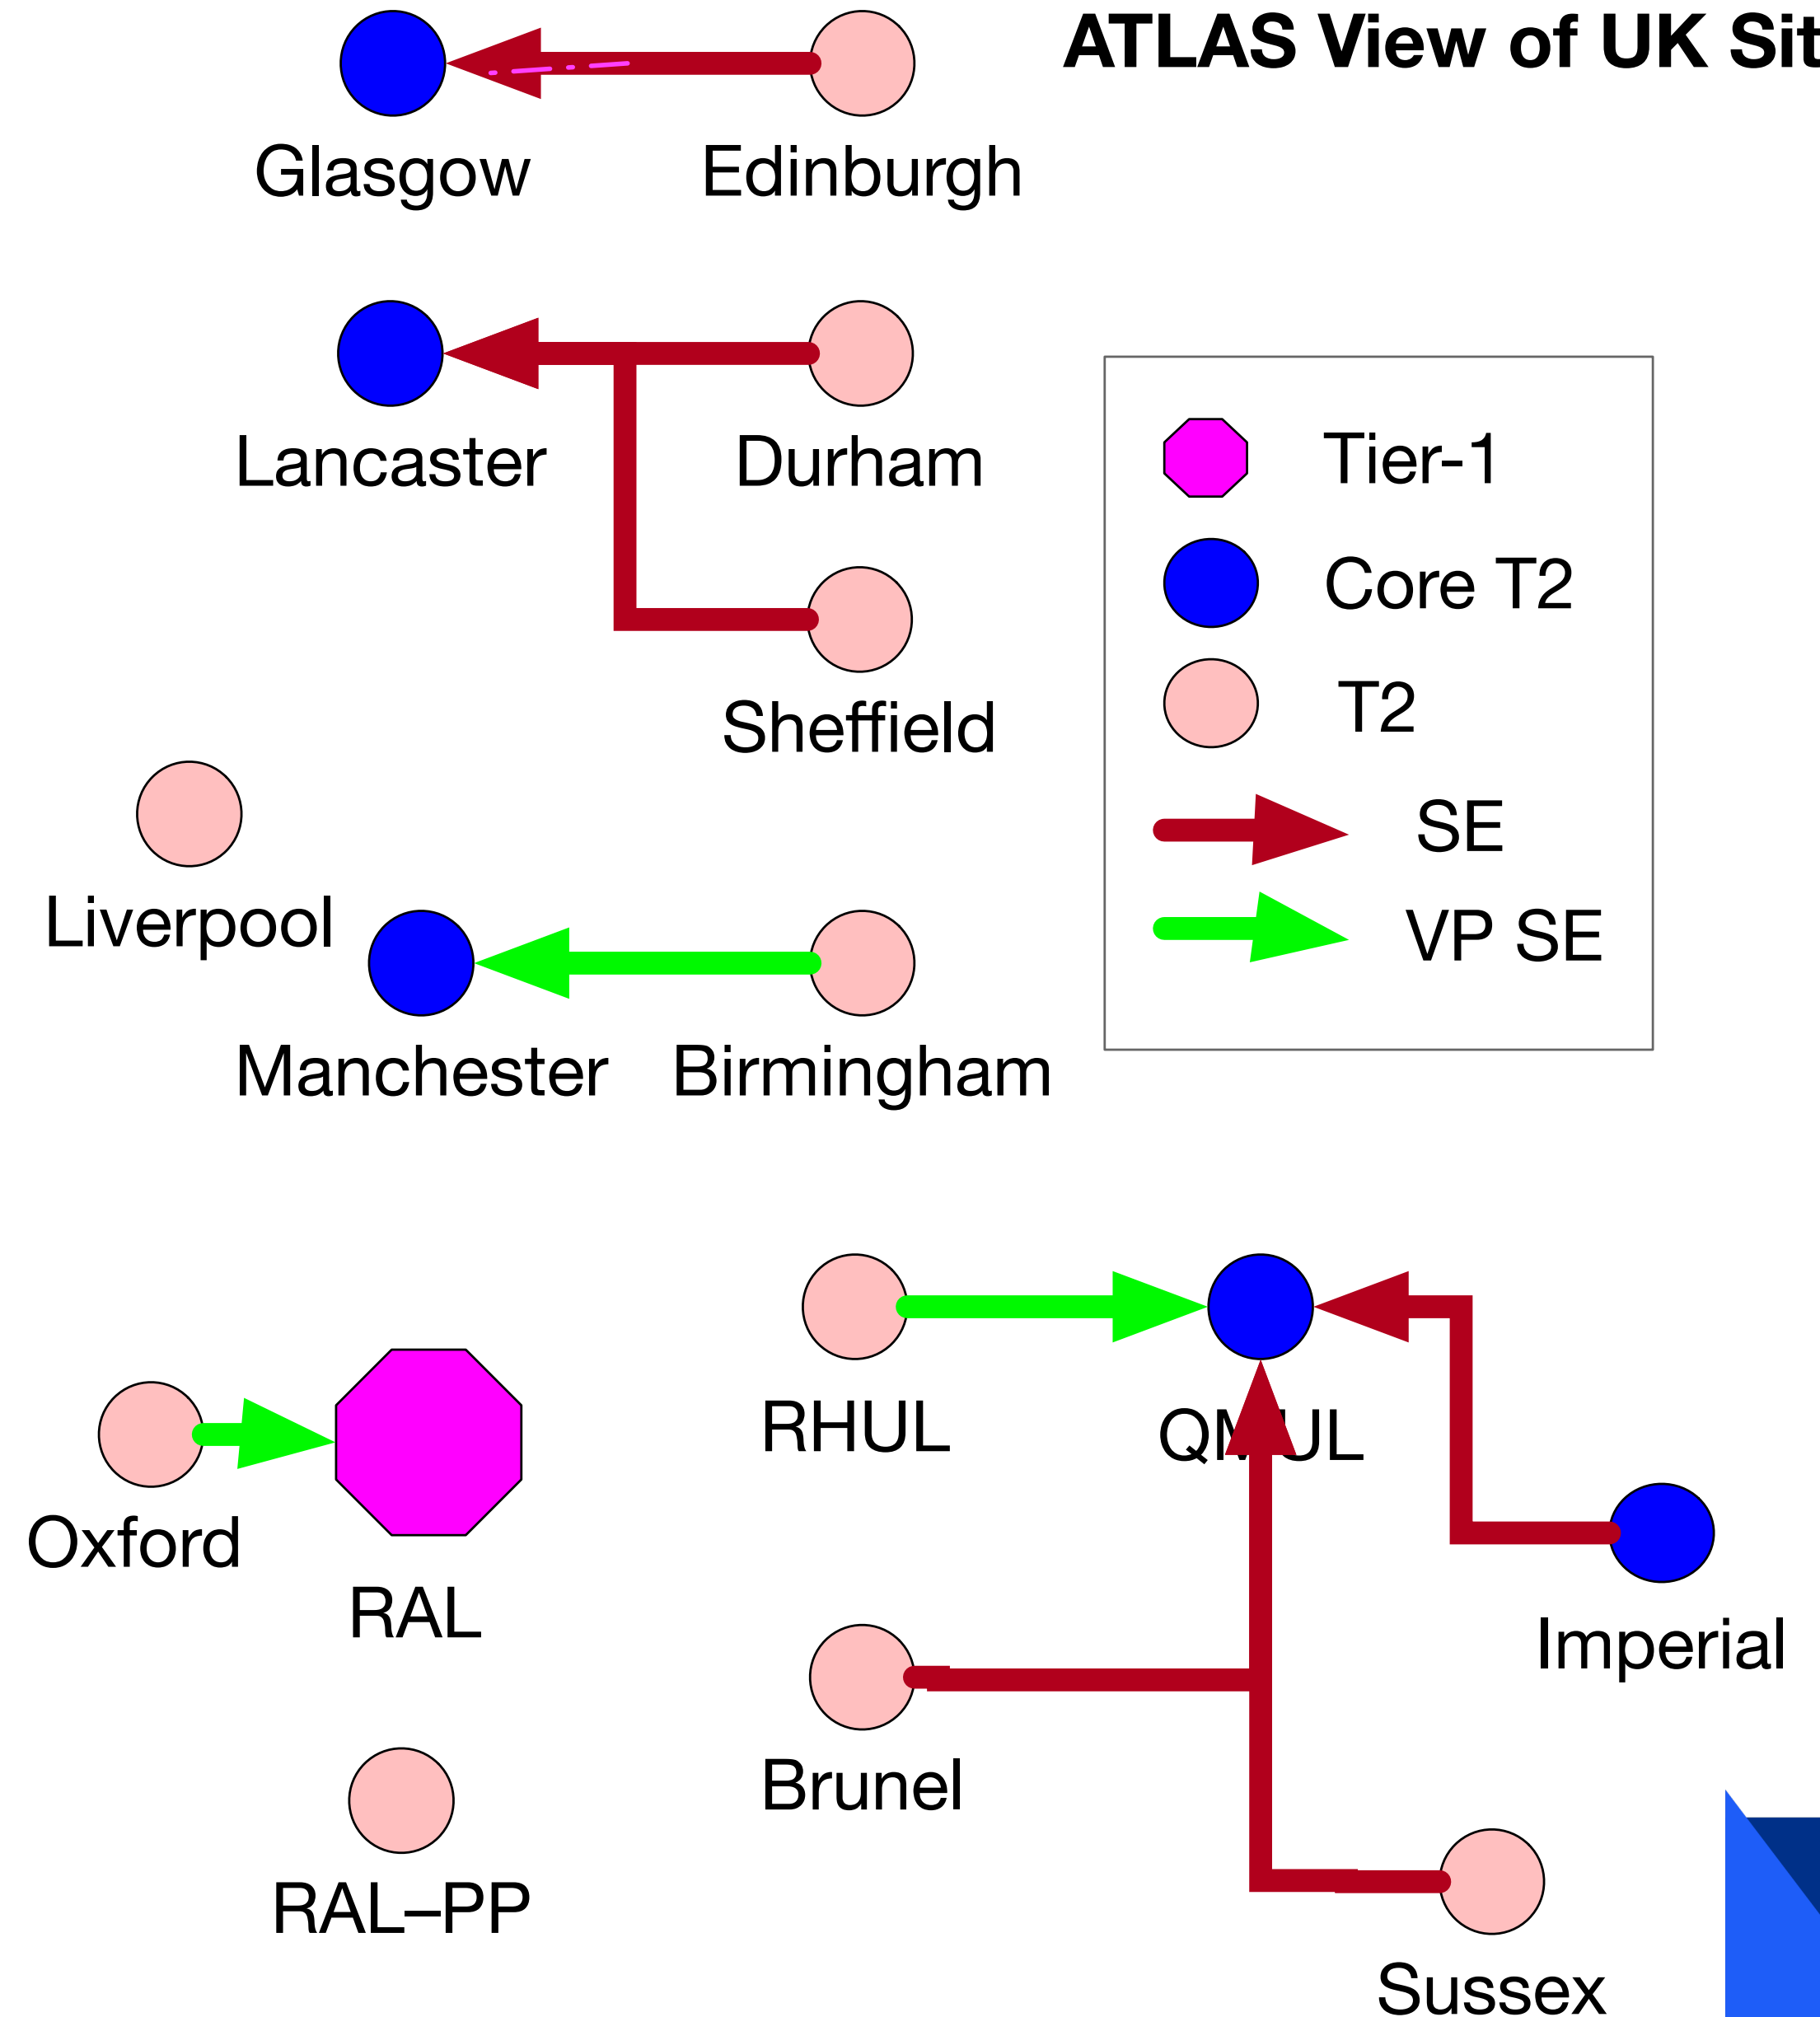 ATLAS View of UK Sit
Glasgow
Edinburgh
Lancaster
Durham
Sheffield
Tier-1
Core T2
T2
SE
VP SE
Liverpool
Manchester
Birmingham
RHUL
QMUL
Oxford
RAL
Imperial
Brunel
RAL–PP
Sussex